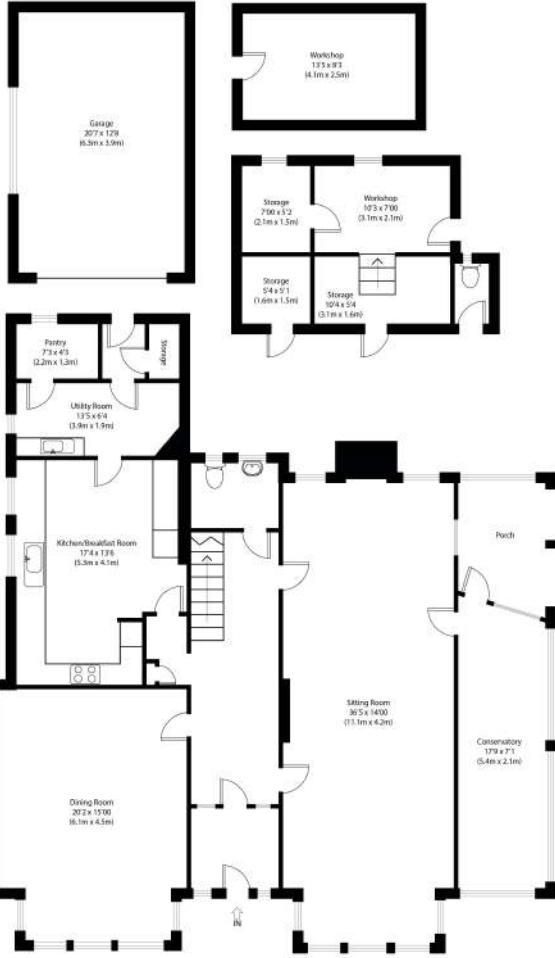 Garage
20'7 x 12'8
(6.3m x 3.9m)
Workshop
13'5 x 8'3
(4.1m x 2.5m)
Storage
7'00 x 5'2
(2.1m x 1.5m)
Workshop
10'3 x 7'00
(3.1m x 2.1m)
Storage
5'4 x 5'1
(1.6m x 1.5m)
Storage
10'4 x 5'4
(3.1m x 1.6m)
Pantry
7'3 x 4'3
(2.2m x 1.3m)
Storage
Utility Room
13'5 x 6'4
(3.9m x 1.9m)
Kitchen/Breakfast Room
17'4 x 13'6
(5.3m x 4.1m)
Porch
Sitting Room
36'5 x 14'00
(11.1m x 4.2m)
Conservatory
17'9 x 7'1
(5.4m x 2.1m)
Dining Room
20'2 x 15'00
(6.1m x 4.5m)
IN